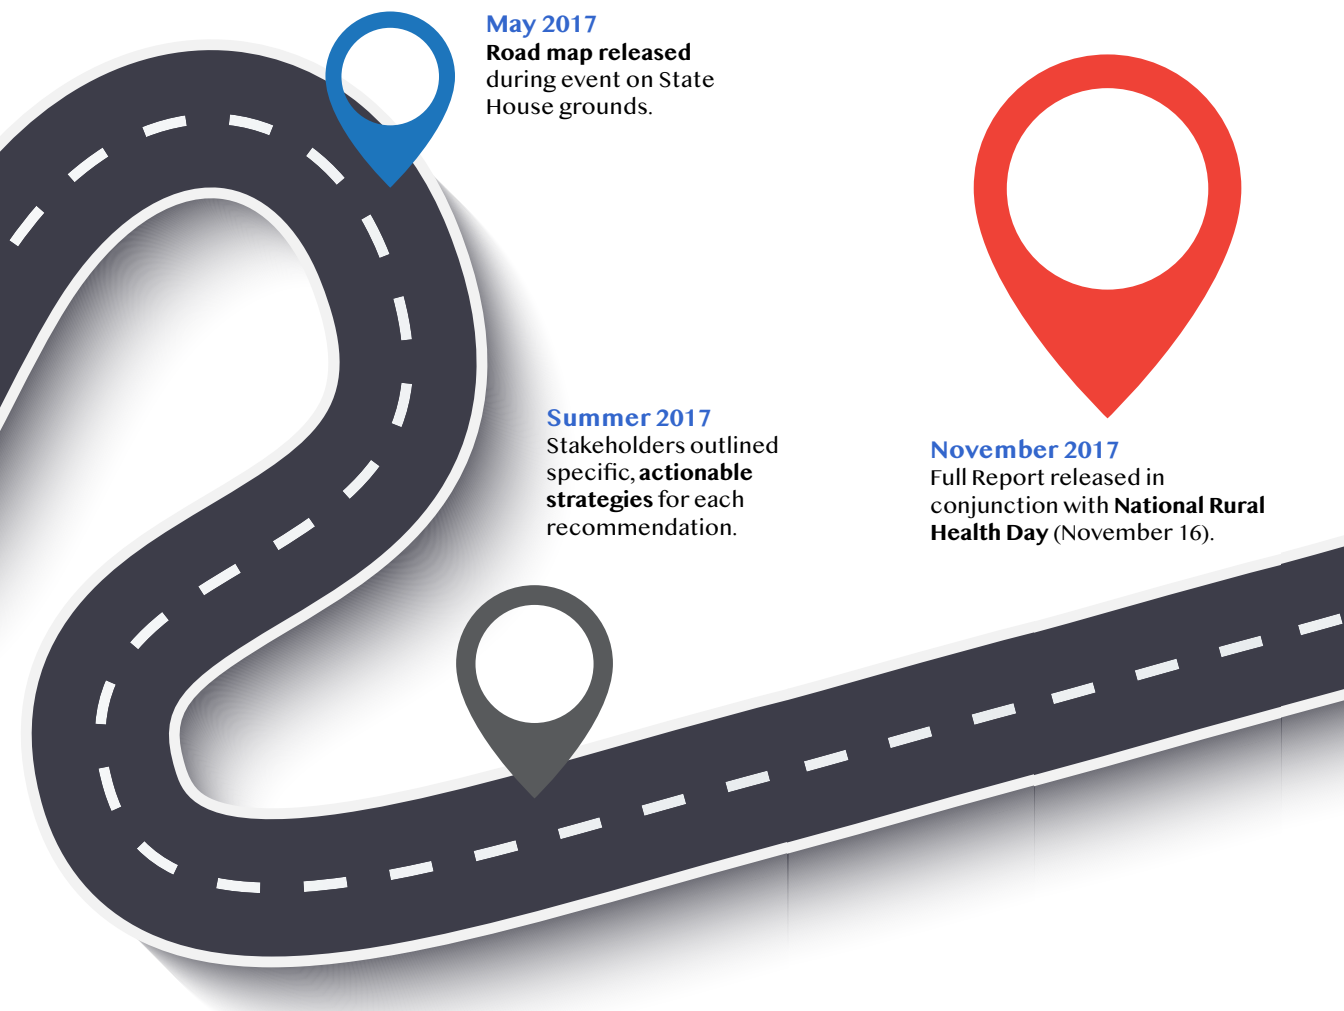 May 2017
Road map released
during event on State
House grounds.
Summer 2017
Stakeholders outlined
specific, actionable
strategies for each
recommendation.
November 2017
Full Report released in
conjunction with National Rural
Health Day (November 16).